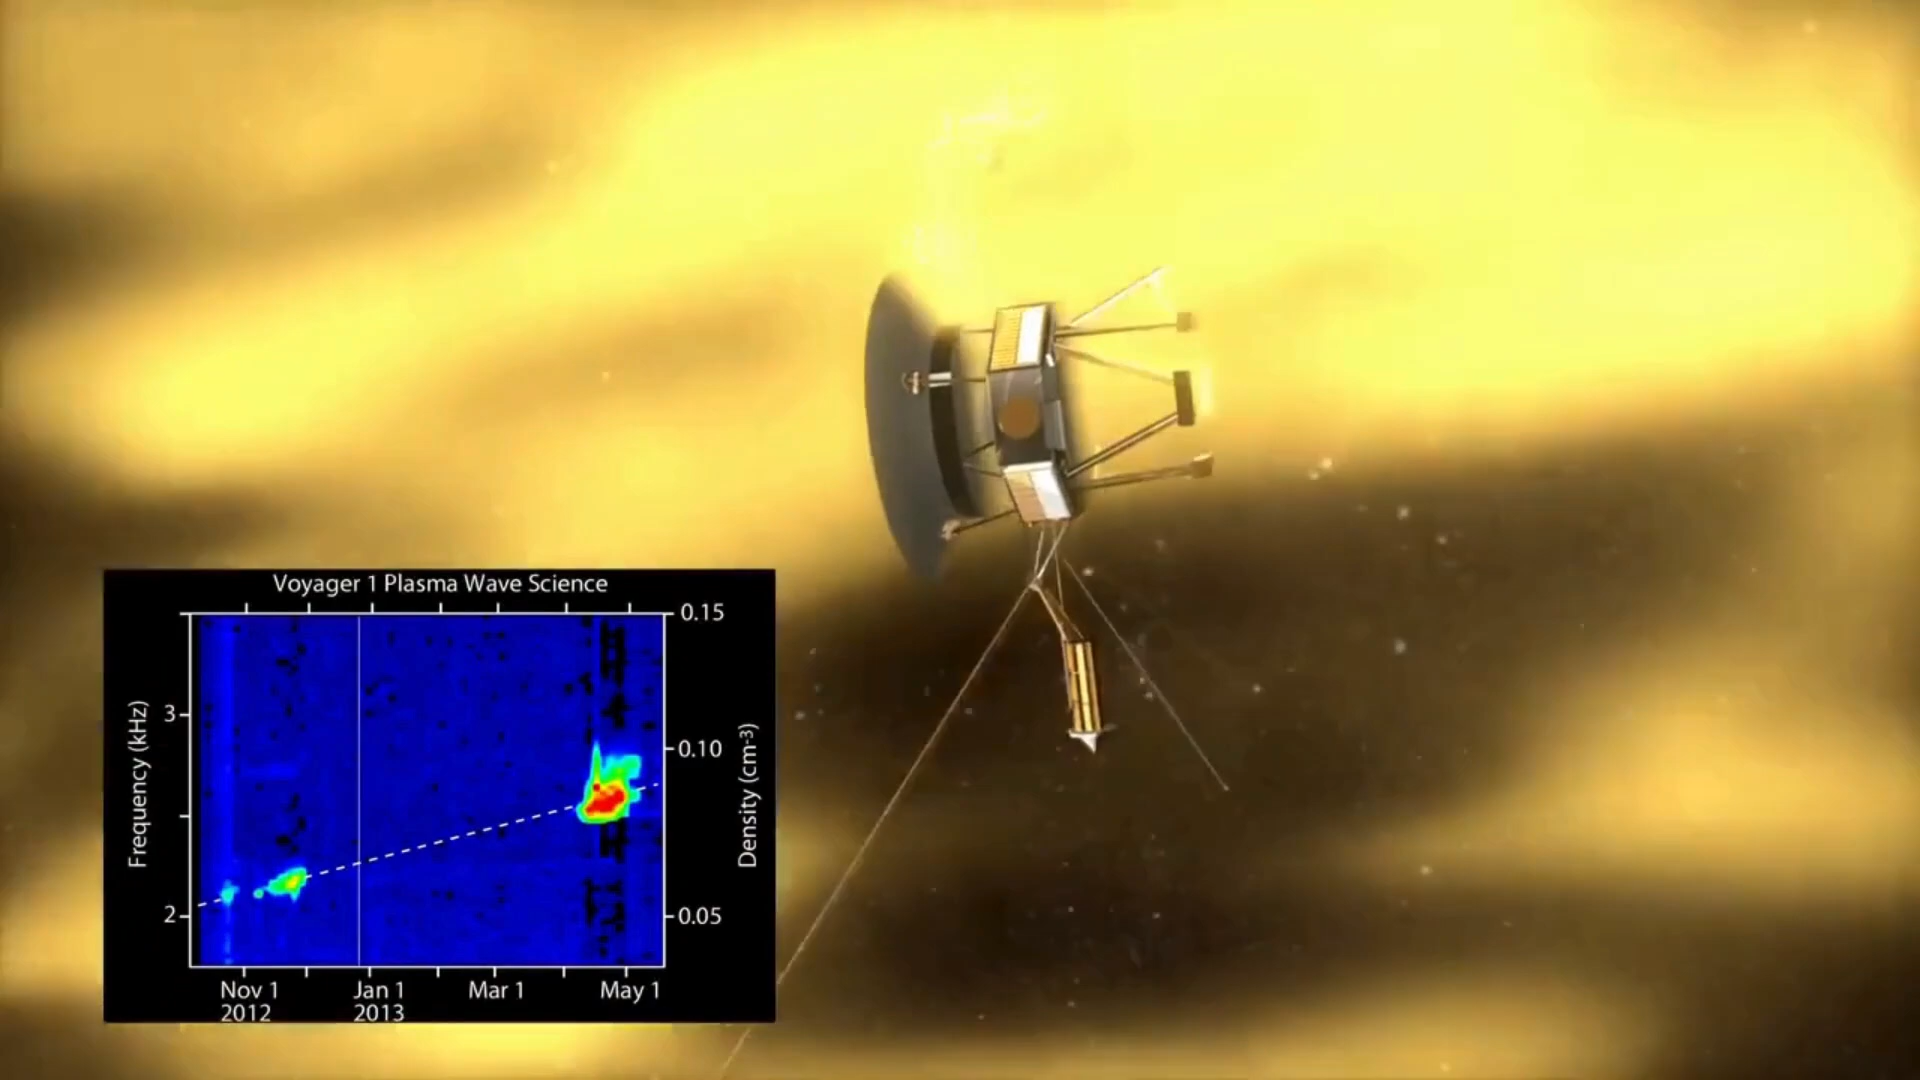 Voyager 1 Plasma Wave Science
0.15
3
0.10
Frequency (kHz)
Density (cm-3)
2
0.05
Nov 1
2012
Jan 1
2013
Mar 1
May 1